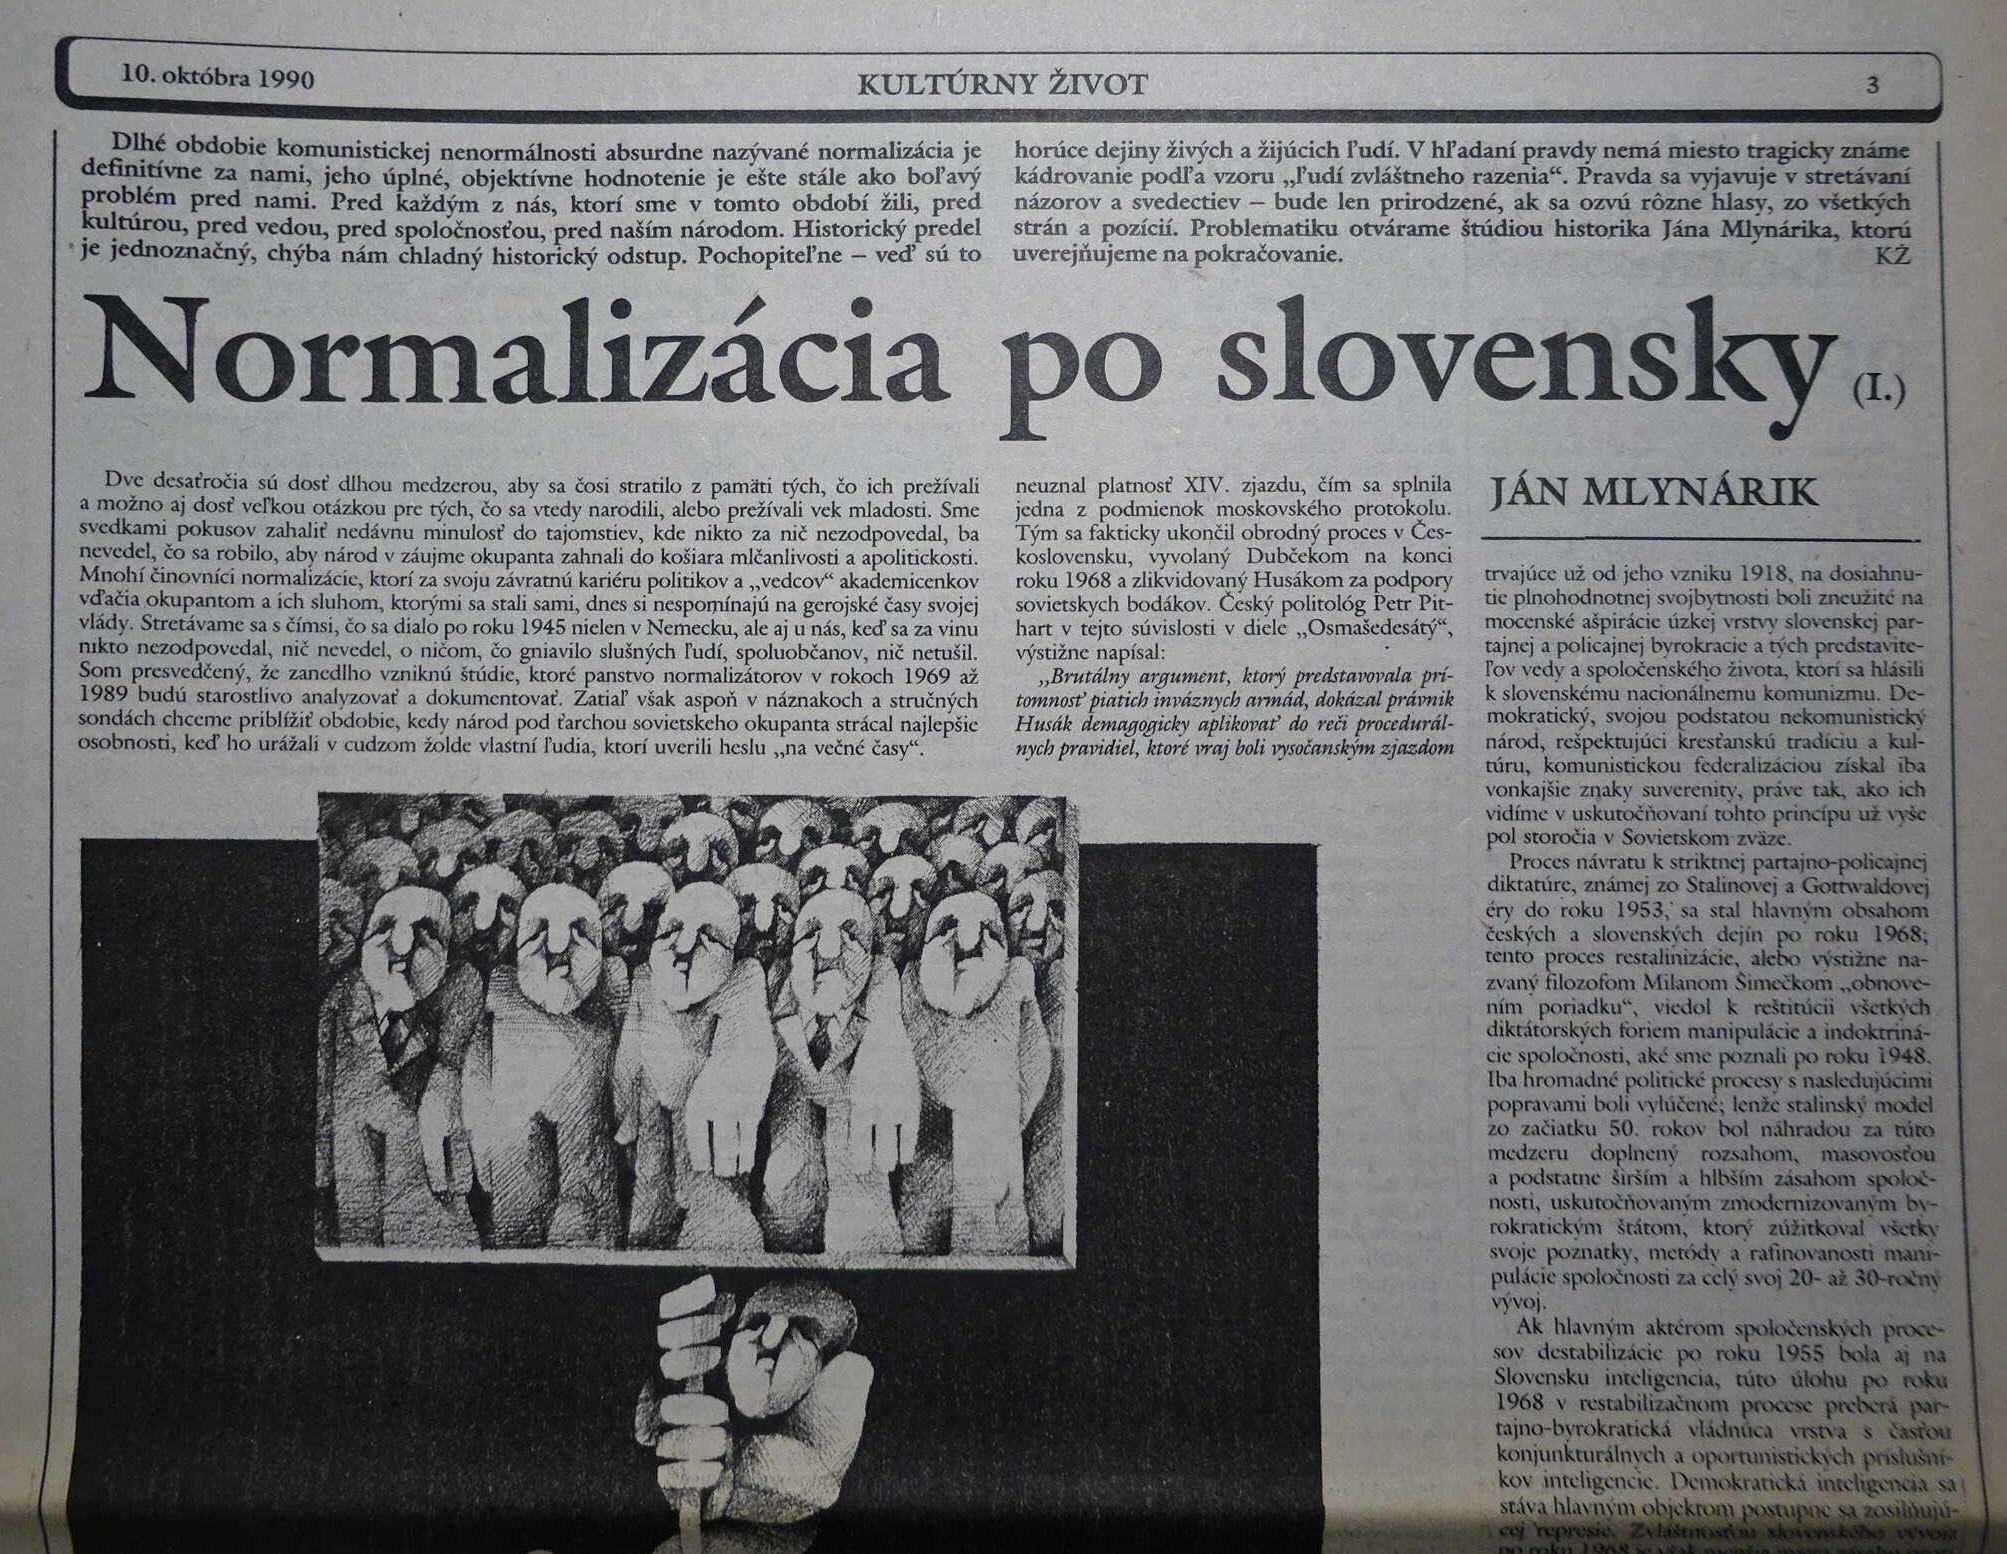 10. októbra 1990
KULTÚRNY ŽIVOT
3
Dlhé obdobie komunistickej nenormálnosti absurdne nazývané normalizácia je
definitívne za nami, jeho úplné, objektívne hodnotenie je ešte stále ako boľavý
problém pred nami. Pred každým z nás, ktorí sme v tomto období žili, pred
kultúrou, pred vedou, pred spoločnosťou, pred naším národom. Historický predel
je jednoznačný, chýba nám chladný historický odstup. Pochopiteľne – veď sú to
horúce dejiny živých a žijúcich ľudí. V hľadaní pravdy nemá miesto tragicky známe
kádrovanie podľa vzoru „ľudí zvláštneho razenia“. Pravda sa vyjavuje v stretávaní
názorov a svedectiev – bude len prirodzené, ak sa ozvú rôzne hlasy, zo všetkých
strán a pozícií. Problematiku otvárame štúdiou historika Jána Mlynárika, ktorú
uverejňujeme na pokračovanie. KŽ
Normalizácia po slovensky (I.)
Dve desaťročia sú dosť dlhou medzerou, aby sa čosi stratilo z pamäti tých, čo ich prežívali
a možno aj dosť veľkou otázkou pre tých, čo sa vtedy narodili, alebo prežívali vek mladosti. Sme
svedkami pokusov zahaliť nedávnu minulosť do tajomstiev, kde nikto za nič nezodpovedal, ba
nevedel, čo sa robilo, aby národ v záujme okupanta zahnali do košiara mlčanlivosti a apolitickosti.
Mnohí činovníci normalizácie, ktorí za svoju závratnú kariéru politikov a „vedcov“ akademicenkov
vďačia okupantom a ich sluhom, ktorými sa stali sami, dnes si nespomínajú na gerojské časy svojej
vlády. Stretávame sa s čímsi, čo sa dialo po roku 1945 nielen v Nemecku, ale aj u nás, keď sa za vinu
nikto nezodpovedal, nič nevedel, o ničom, čo gniavilo slušných ľudí, spoluobčanov, nič netušil.
Som presvedčený, že zanedlho vzniknú štúdie, ktoré panstvo normalizátorov v rokoch 1969 až
1989 budú starostlivo analyzovať a dokumentovať. Zatiaľ však aspoň v náznakoch a stručných
sondách chceme priblížiť obdobie, kedy národ pod ťarchou sovietskeho okupanta strácal najlepšie
osobnosti, keď ho urážali v cudzom žolde vlastní ľudia, ktorí uverili heslu „na večné časy“.
neuznal platnosť XIV. zjazdu, čím sa splnila
jedna z podmienok moskovského protokolu.
Tým sa fakticky ukončil obrodný proces v Čes-
koslovensku, vyvolaný Dubčekom na konci
roku 1968 a zlikvidovaný Husákom za podpory
sovietskych bodákov. Český politológ Petr Pit-
hart v tejto súvislosti v diele „Osmašedesátý“,
výstižne napísal:
„Brutálny argument, ktorý predstavovala prí-
tomnosť piatich inváznych armád, dokázal právnik
Husák demagogicky aplikovať do reči procedurál-
nych pravidiel, ktoré vraj boli vysočanským zjazdom
JÁN MLYNÁRIK
trvajúce už od jeho vzniku 1918, na dosiahnu-
tie plnohodnotnej svojbytnosti boli zneužité na
mocenské ašpirácie úzkej vrstvy slovenskej par-
tajnej a policajnej byrokracie a tých predstavite-
ľov vedy a spoločenského života, ktorí sa hlásili
k slovenskému nacionálnemu komunizmu. De-
mokratický, svojou podstatou nekomunistický
národ, rešpektujúci kresťanskú tradíciu a kul-
túru, komunistickou federalizáciou získal iba
vonkajšie znaky suverenity, práve tak, ako ich
vidíme v uskutočňovaní tohto princípu už vyše
pol storočia v Sovietskom zväze.
Proces návratu k striktnej partajno-policajnej
diktatúre, známej zo Stalinovej a Gottwaldovej
éry do roku 1953, sa stal hlavným obsahom
českých a slovenských dejín po roku 1968;
tento proces restalinizácie, alebo výstižne na-
zvaný filozofom Milanom Šimečkom „obnove-
ním poriadku“, viedol k reštitúcii všetkých
diktátorských foriem manipulácie a indoktriná-
cie spoločnosti, aké sme poznali po roku 1948.
Iba hromadné politické procesy s nasledujúcimi
popravami boli vylúčené; lenže stalinský model
zo začiatku 50. rokov bol náhradou za túto
medzeru doplnený rozsahom, masovosťou
a podstatne širším a hlbším zásahom spoloč-
nosti, uskutočňovaným zmodernizovaným by-
rokratickým štátom, ktorý zúžitkoval všetky
svoje poznatky, metódy a rafinovanosti mani-
pulácie spoločnosti za celý svoj 20- až 30-ročný
vývoj.
Ak hlavným aktérom spoločenských proce-
sov destabilizácie po roku 1955 bola aj na
Slovensku inteligencia, túto úlohu po roku
1968 v restabilizačnom procese preberá par-
tajno-byrokratická vládnúca vrstva s časťou
konjunkturálnych a oportunistických príslušní-
kov inteligencie. Demokratická inteligencia sa
stáva hlavným objektom postupne sa zosilňujú-
cej represie. Zvláštnosťou slovenského vývoja
po roku 1968 je však